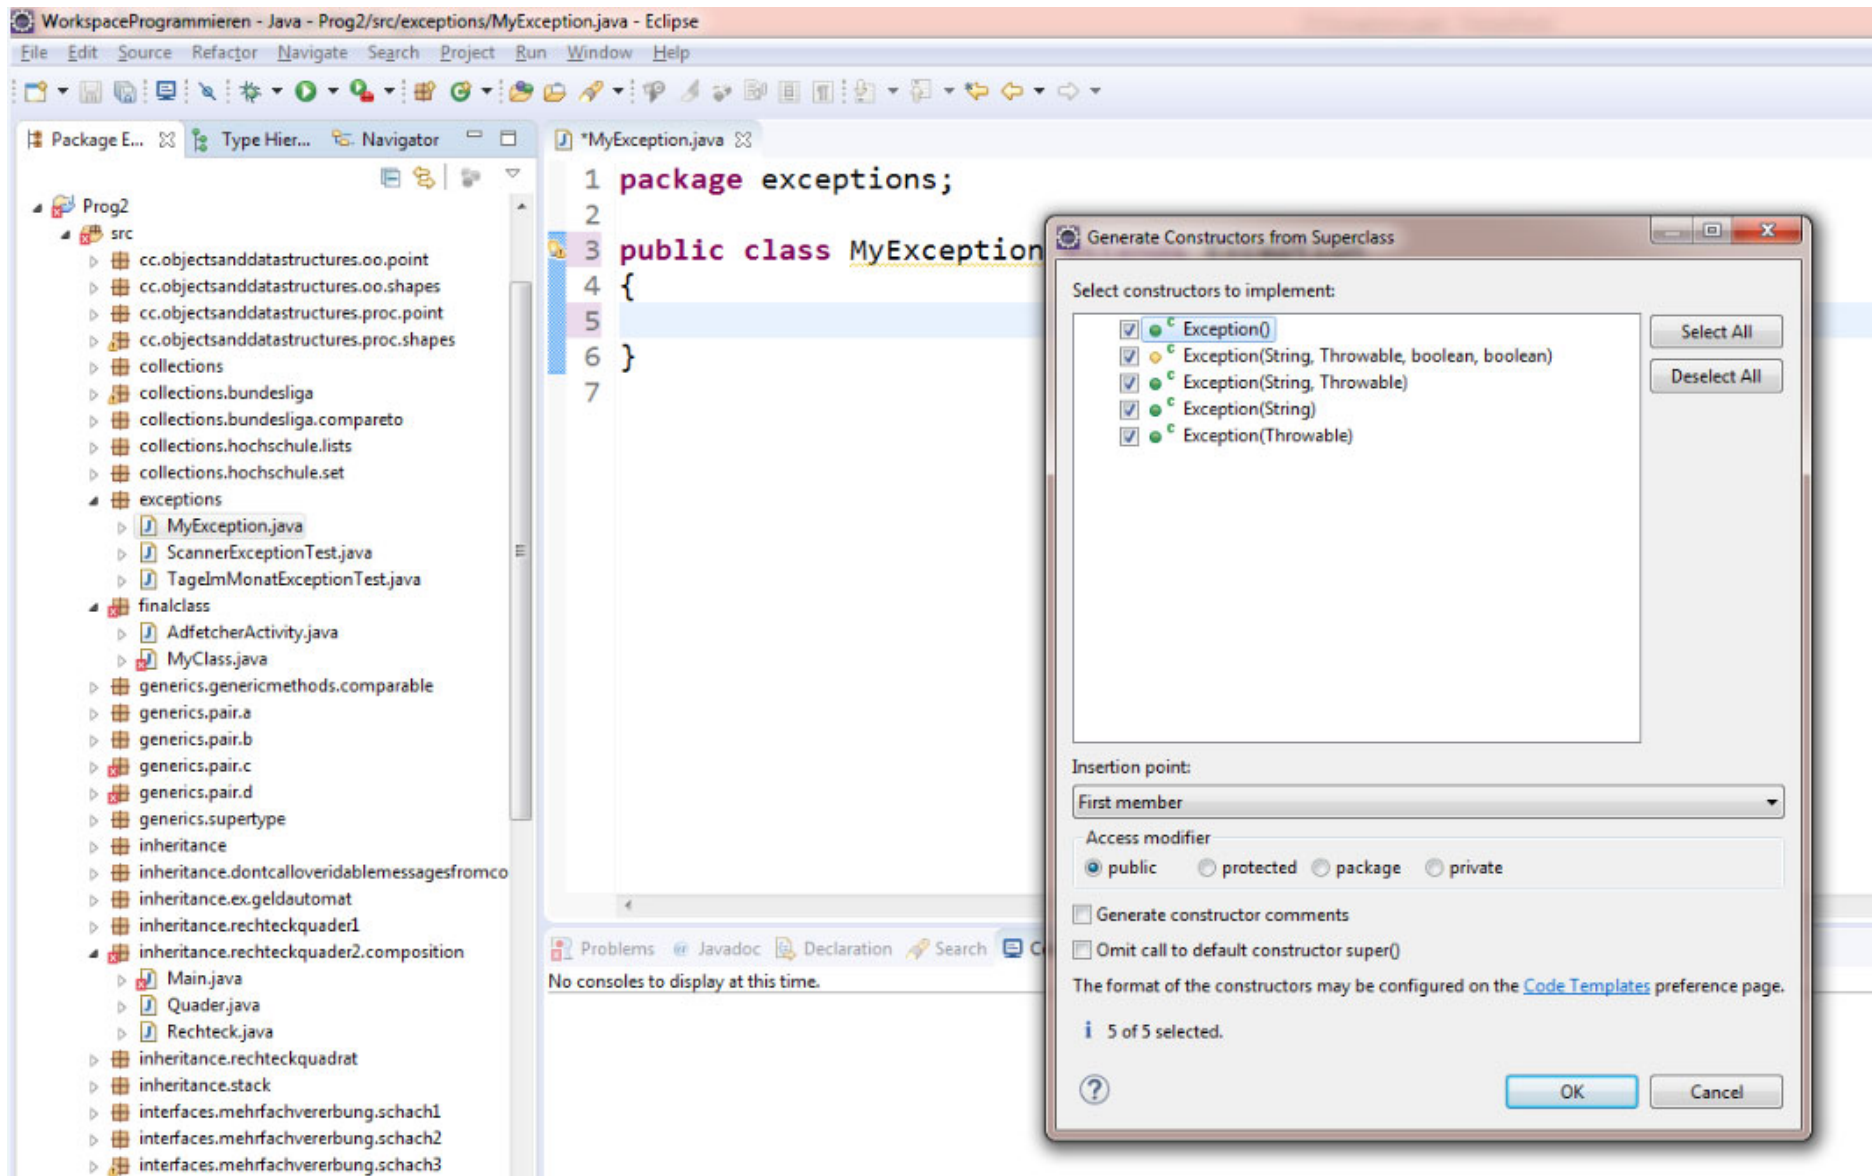 WorkspaceProgrammieren - Java - Prog2/src/exceptions/MyException.java - Eclipse
File Edit Source Refactor Navigate Search Project Run Window Help
Package E... Type Hier... Navigator
Prog2
src
cc.objectsanddatastructures.oo.point
cc.objectsanddatastructures.oo.shapes
cc.objectsanddatastructures.proc.point
cc.objectsanddatastructures.proc.shapes
collections
collections.bundesliga
collections.bundesliga.compareto
collections.hochschule.lists
collections.hochschule.set
exceptions
MyException.java
ScannerExceptionTest.java
TageImMonatExceptionTest.java
finalclass
AdfetcherActivity.java
MyClass.java
generics.genericmethods.comparable
generics.pair.a
generics.pair.b
generics.pair.c
generics.pair.d
generics.supertype
inheritance
inheritance.dontcalloveridablemessagesfromco
inheritance.ex.geldautomat
inheritance.rechteckquader1
inheritance.rechteckquader2.composition
Main.java
Quader.java
Rechteck.java
inheritance.rechteckquadrat
inheritance.stack
interfaces.mehrfachvererbung.schach1
interfaces.mehrfachvererbung.schach2
interfaces.mehrfachvererbung.schach3
*MyException.java
1 package exceptions;
2
3 public class MyException
4 {
5
6 }
7
Problems Javadoc Declaration Search
No consoles to display at this time.
Generate Constructors from Superclass
Select constructors to implement:
Exception()
Exception(String, Throwable, boolean, boolean)
Exception(String, Throwable)
Exception(String)
Exception(Throwable)
Select All
Deselect All
Insertion point:
First member
Access modifier
public protected package private
Generate constructor comments
Omit call to default constructor super()
The format of the constructors may be configured on the Code Templates preference page.
5 of 5 selected.
OK Cancel